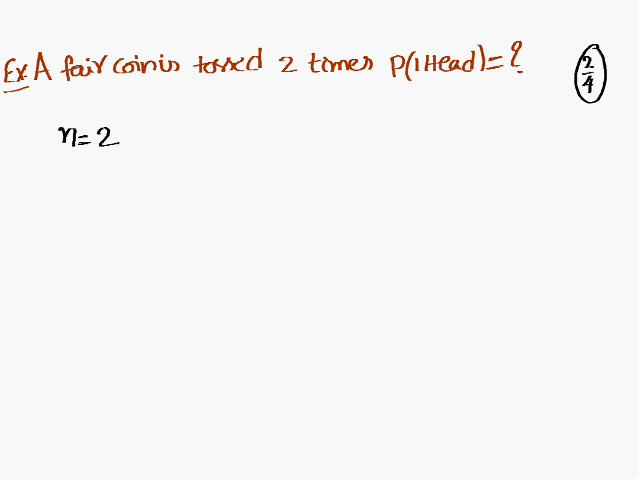 Ex A fair coin is tossed 2 times P(1 Head)=? 2/4
n=2